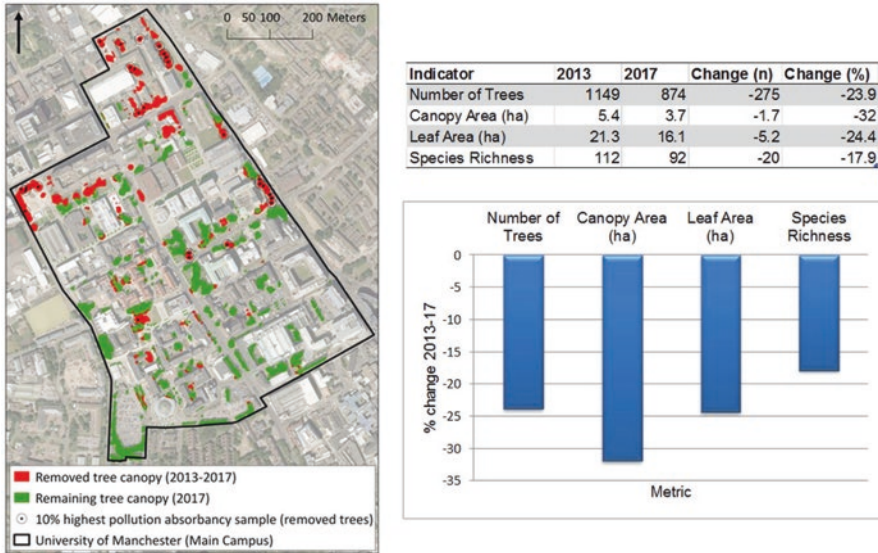 0 50 100 200 Meters
Removed tree canopy (2013-2017)
Remaining tree canopy (2017)
10% highest pollution absorbancy sample (removed trees)
University of Manchester (Main Campus)
Indicator 2013 2017 Change (n) Change (%)
Number of Trees 1149 874 -275 -23.9
Canopy Area (ha) 5.4 3.7 -1.7 -32
Leaf Area (ha) 21.3 16.1 -5.2 -24.4
Species Richness 112 92 -20 -17.9
Number of Canopy Area Leaf Area Species
Trees (ha) (ha) Richness
0
-5
-10
-15
-20
-25
-30
-35
% change 2013-17
Metric